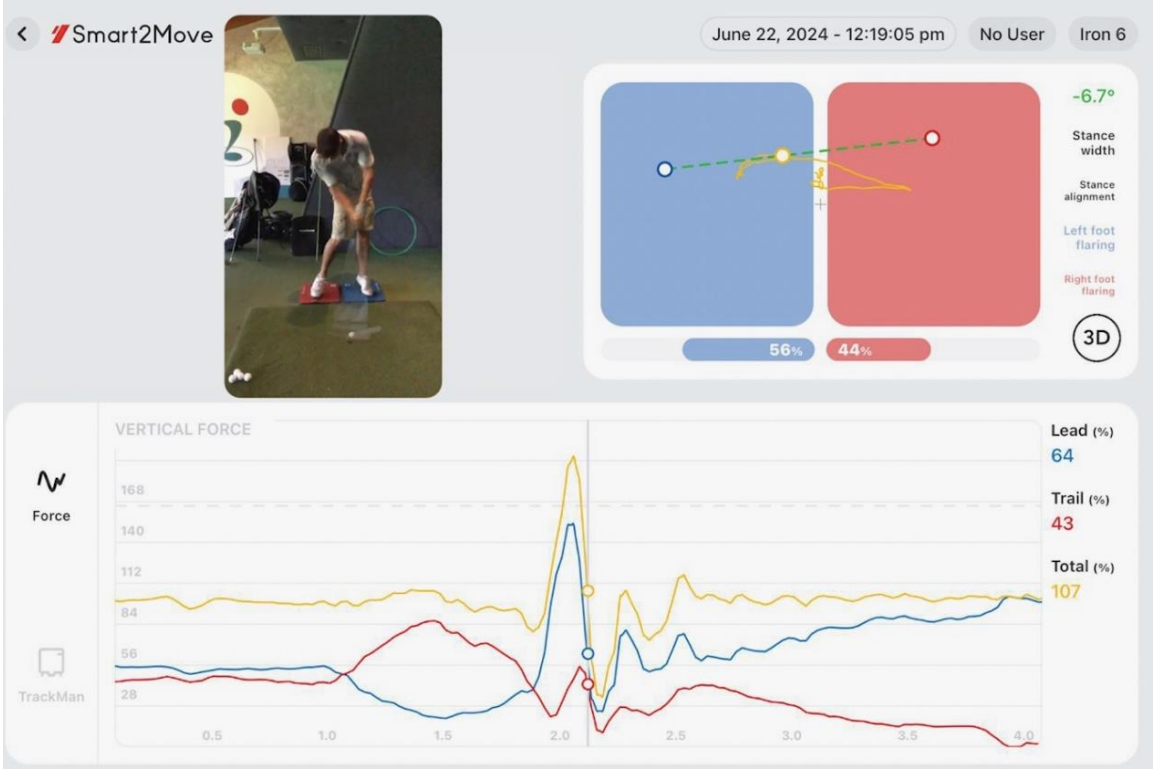 Smart2Move
June 22, 2024 - 12:19:05 pm
No User
Iron 6
-6.7°
Stance
width
Stance
alignment
Left foot
flaring
Right foot
flaring
3D
56%
44%
VERTICAL FORCE
Force
TrackMan
168
140
112
84
56
28
0.5
1.0
1.5
2.0
2.5
3.0
3.5
4.0
Lead (%)
64
Trail (%)
43
Total (%)
107